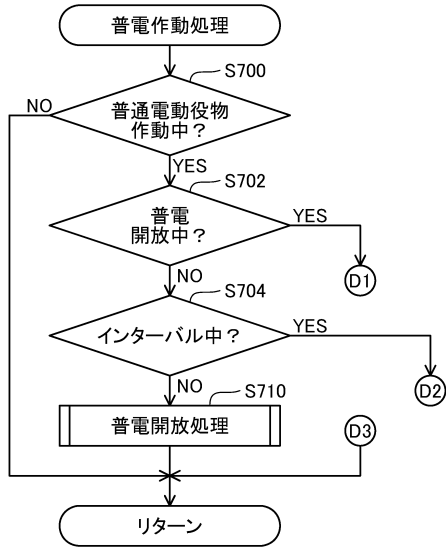 普電作動処理
S700
NO
普通電動役物
作動中？
YES
S702
普電
開放中？
YES
D1
NO
S704
インターバル中？
YES
D2
NO
S710
普電開放処理
D3
リターン